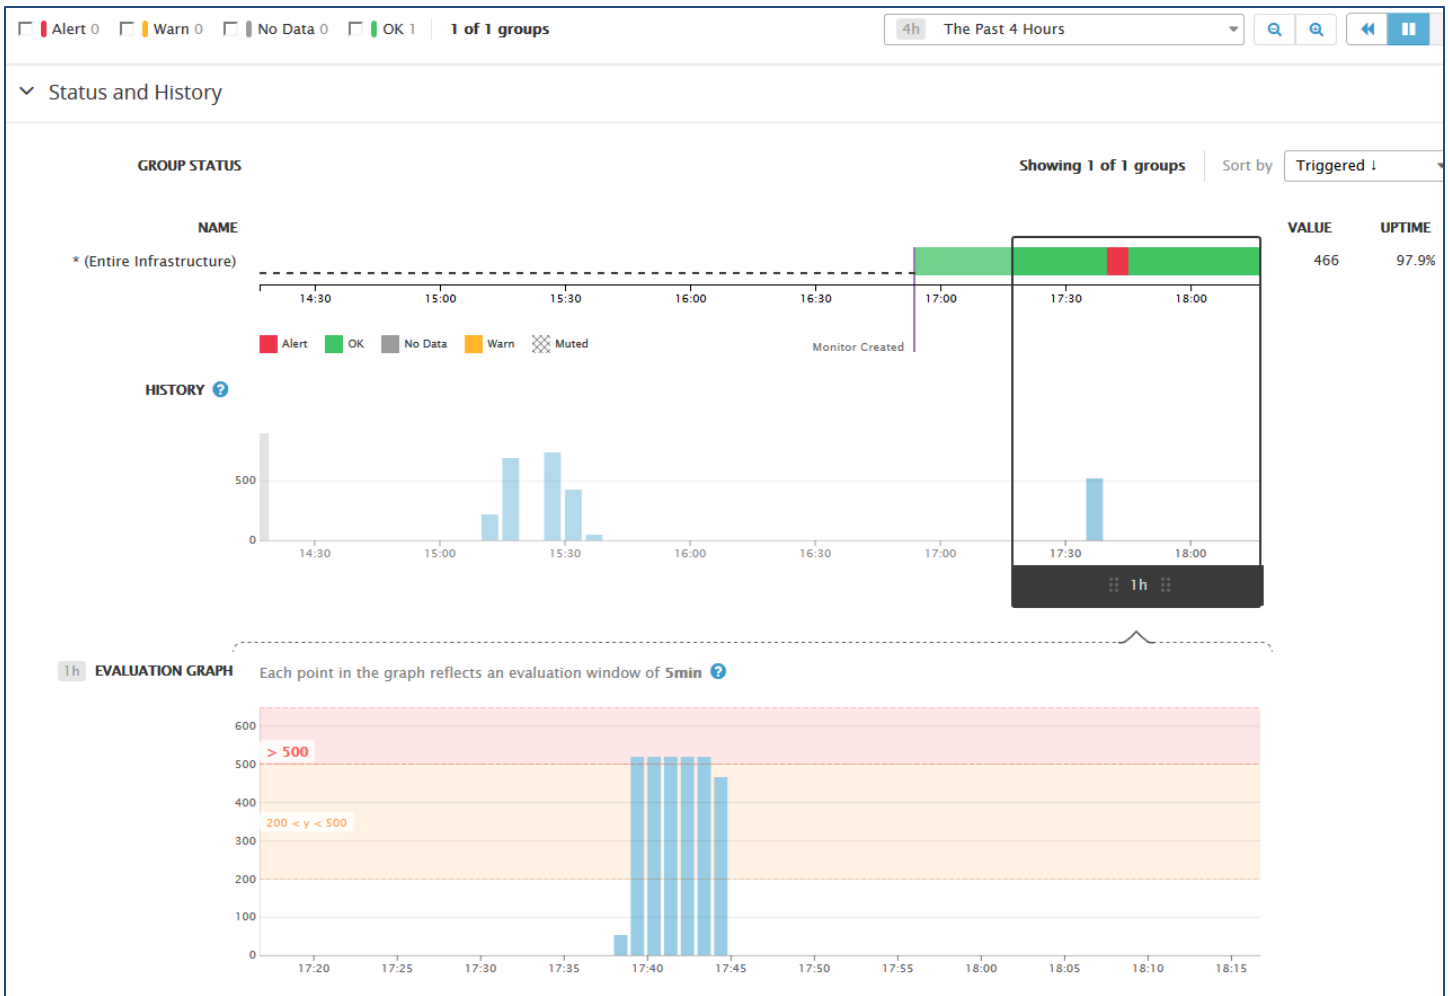 Alert 0 Warn 0 No Data 0 OK 1 1 of 1 groups 4h The Past 4 Hours
Status and History
GROUP STATUS Showing 1 of 1 groups Sort by Triggered ↓
NAME VALUE UPTIME
* (Entire Infrastructure) 466 97.9%
14:30 15:00 15:30 16:00 16:30 17:00 17:30 18:00
Alert OK No Data Warn Muted Monitor Created
HISTORY ?
500
0
14:30 15:00 15:30 16:00 16:30 17:00 17:30 18:00
1h
1h EVALUATION GRAPH Each point in the graph reflects an evaluation window of 5min ?
600
> 500
500
400
200 < y < 500
300
200
100
0
17:20 17:25 17:30 17:35 17:40 17:45 17:50 17:55 18:00 18:05 18:10 18:15